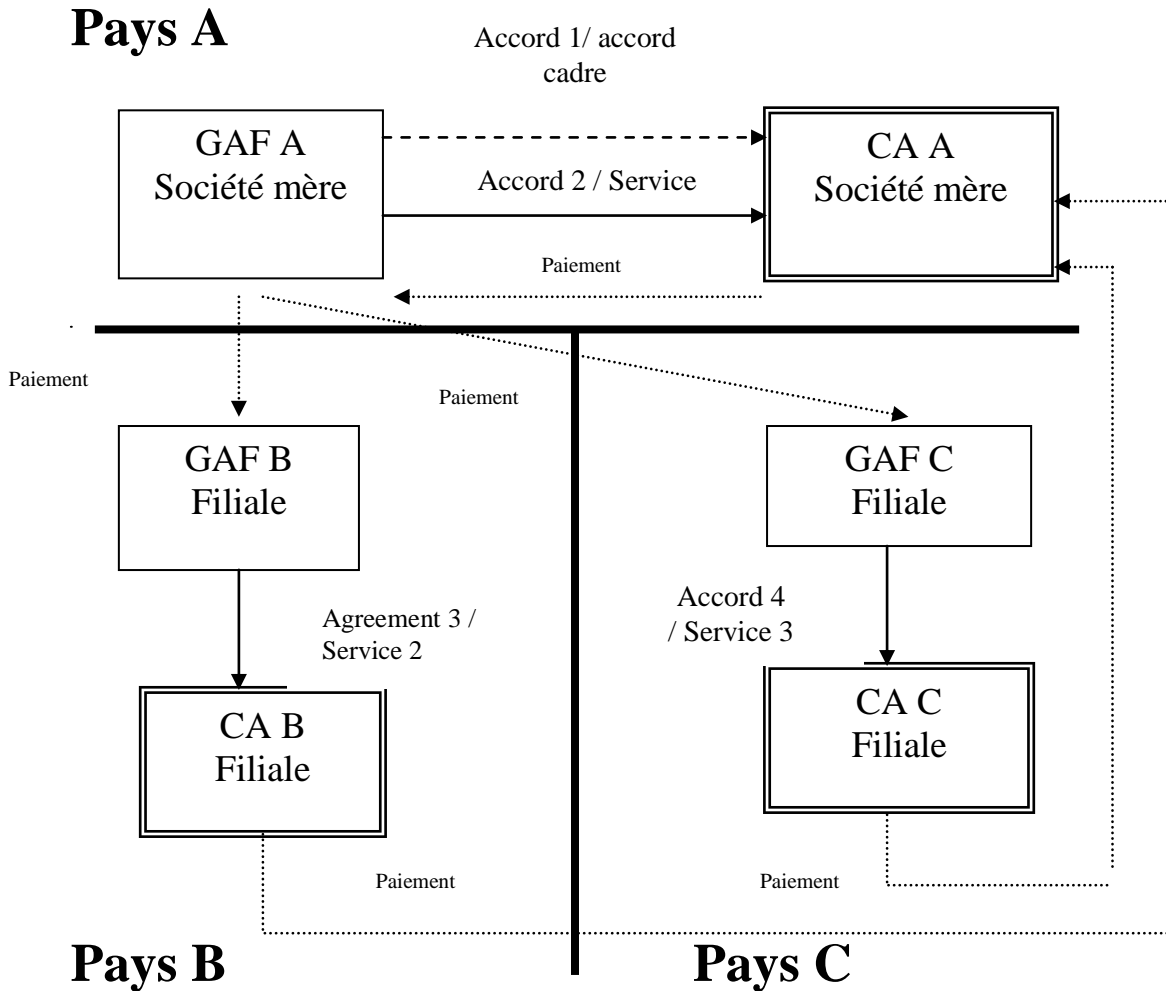 Pays A
Accord 1/ accord
cadre
GAF A
Société mère
CA A
Société mère
Accord 2 / Service
Paiement
Paiement
Paiement
GAF B
Filiale
GAF C
Filiale
Agreement 3 /
Service 2
Accord 4
/ Service 3
CA B
Filiale
CA C
Filiale
Paiement
Paiement
Pays B
Pays C